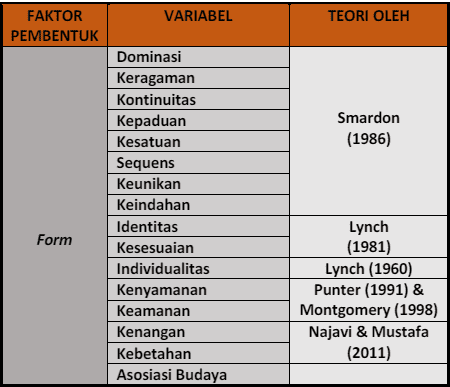 FAKTOR PEMBENTUK VARIABEL TEORI OLEH
Form
Dominasi
Keragaman
Kontinuitas
Kepaduan
Kesatuan
Sequens
Keunikan
Keindahan
Smardon
(1986)
Identitas
Kesesuaian
Lynch
(1981)
Individualitas
Lynch (1960)
Kenyamanan
Keamanan
Punter (1991) &
Montgomery (1998)
Kenangan
Kebetahan
Najavi & Mustafa
(2011)
Asosiasi Budaya